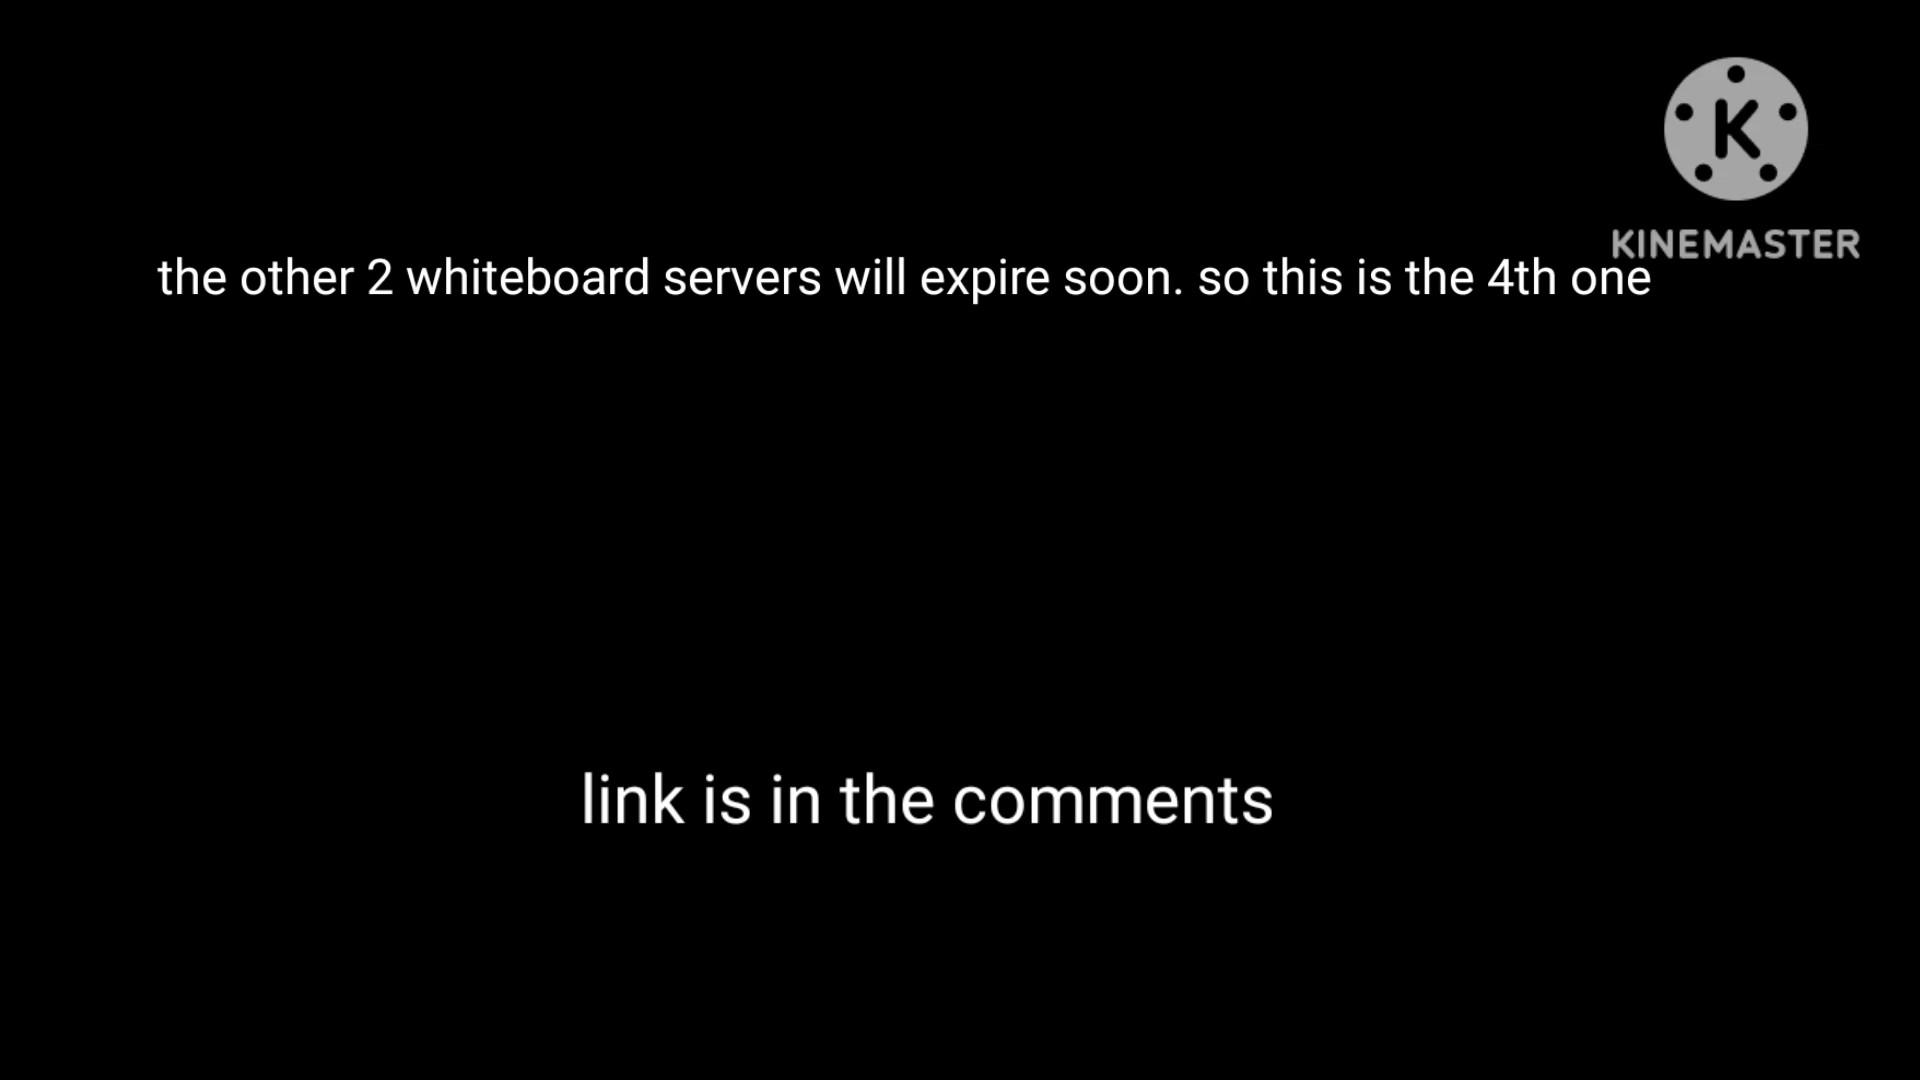 K
KINEMASTER
the other 2 whiteboard servers will expire soon. so this is the 4th one
link is in the comments